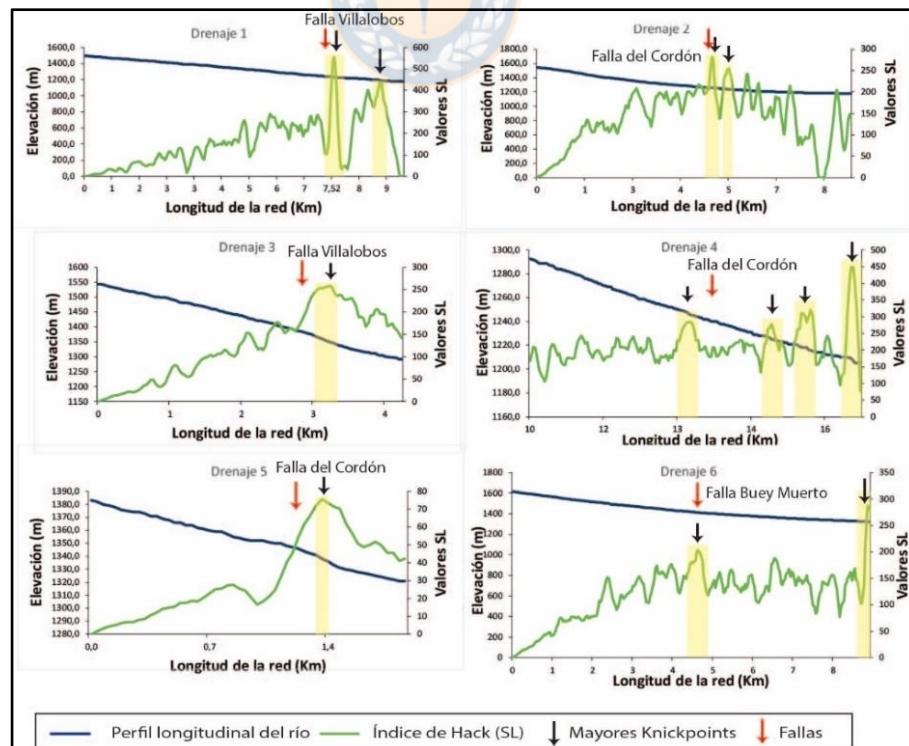 Drenaje 1
Falla Villalobos
Elevación (m)
1600,0
1400,0
1200,0
1000,0
800,0
600,0
400,0
200,0
0,0
600
500
400
300
200
100
0
Valores SL
0 1 2 3 4 5 6 7 7,52 8 9
Longitud de la red (Km)
Drenaje 2
Falla del Cordón
Elevación (m)
1800,0
1600,0
1400,0
1200,0
1000,0
800,0
600,0
400,0
200,0
0,0
300
250
200
150
100
50
0
Valores SL
0 1 3 4 5 7 8
Longitud de la red (Km)
Drenaje 3
Falla Villalobos
Elevación (m)
1600
1550
1500
1450
1400
1350
1300
1250
1200
1150
300
250
200
150
100
50
0
Valores SL
0 1 2 3 4
Longitud de la red (Km)
Drenaje 4
Falla del Cordón
Elevación (m)
1300,0
1280,0
1260,0
1240,0
1220,0
1200,0
1180,0
1160,0
500
450
400
350
300
250
200
150
100
50
0
Valores SL
10 11 13 14 14 16
Longitud de la red (Km)
Drenaje 5
Falla del Cordón
Elevación (m)
1390,0
1380,0
1370,0
1360,0
1350,0
1340,0
1330,0
1320,0
1310,0
1300,0
1290,0
1280,0
80
70
60
50
40
30
20
10
0
Valores SL
0,0 0,7 1,4
Longitud de la red (Km)
Drenaje 6
Falla Buey Muerto
Elevación (m)
1800
1600
1400
1200
1000
800
600
400
200
0
350
300
250
200
150
100
50
0
Valores SL
0 1 2 3 4 5 6 7 8
Longitud de la red (Km)
Perfil longitudinal del río Índice de Hack (SL) Mayores Knickpoints Fallas